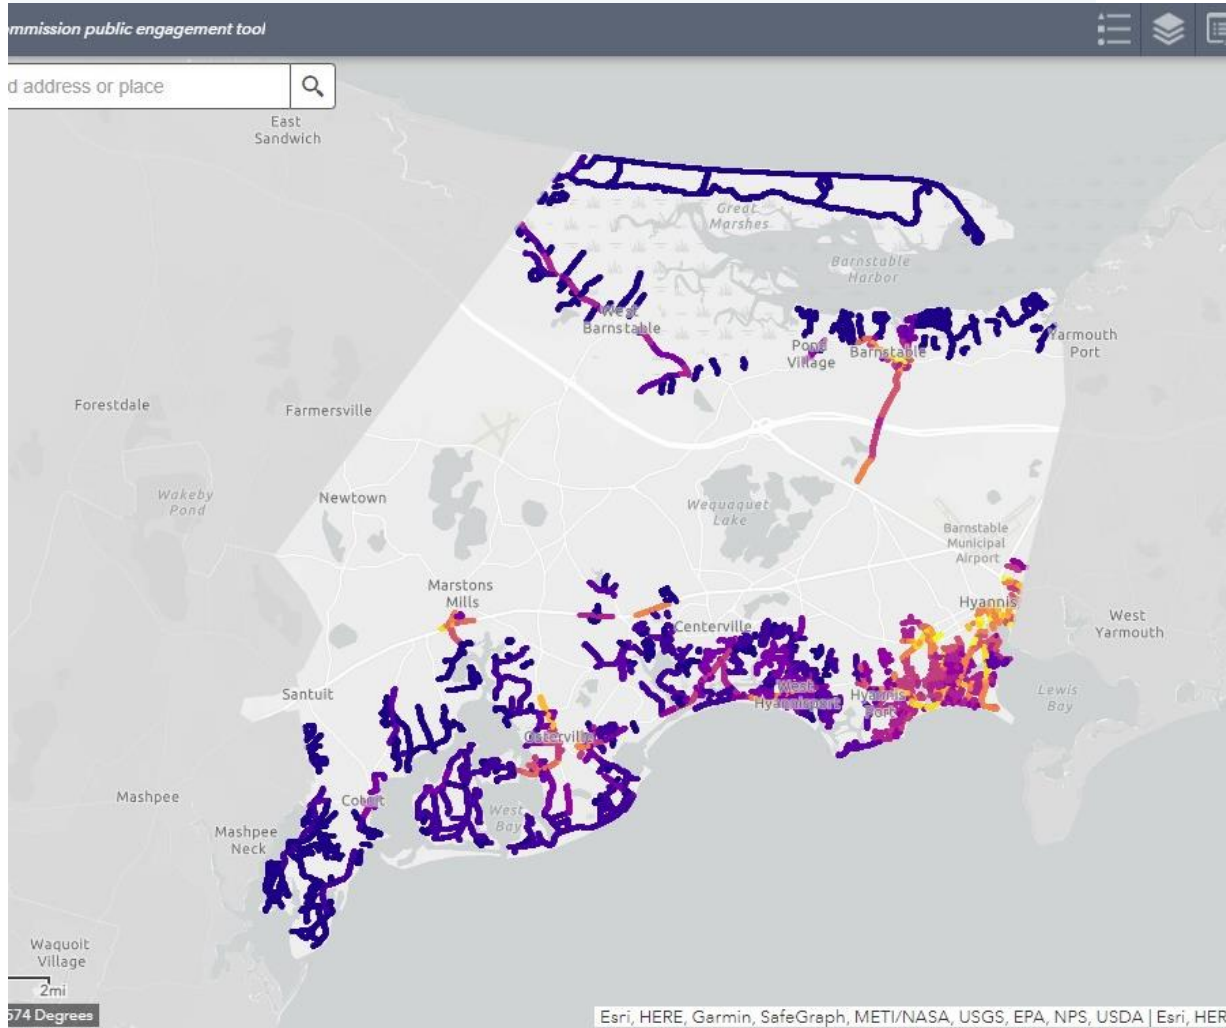 ommission public engagement tool
d address or place
East
Sandwich
Great
Marshes
Barnstable
Harbor
West
Barnstable
Pond
Village
Barnstable
Yarmouth
Port
Forestdale
Farmersville
Wakeby
Pond
Newtown
Wequaquet
Lake
Barnstable
Municipal
Airport
Marstons
Mills
Hyannis
Centerville
West
Yarmouth
Santuit
West
Hyannisport
Hyannis
Port
Lewis
Bay
Osterville
Mashpee
Cotuit
West
Bay
Mashpee
Neck
Waquoit
Village
2mi
574 Degrees
Esri, HERE, Garmin, SafeGraph, METI/NASA, USGS, EPA, NPS, USDA | Esri, HER